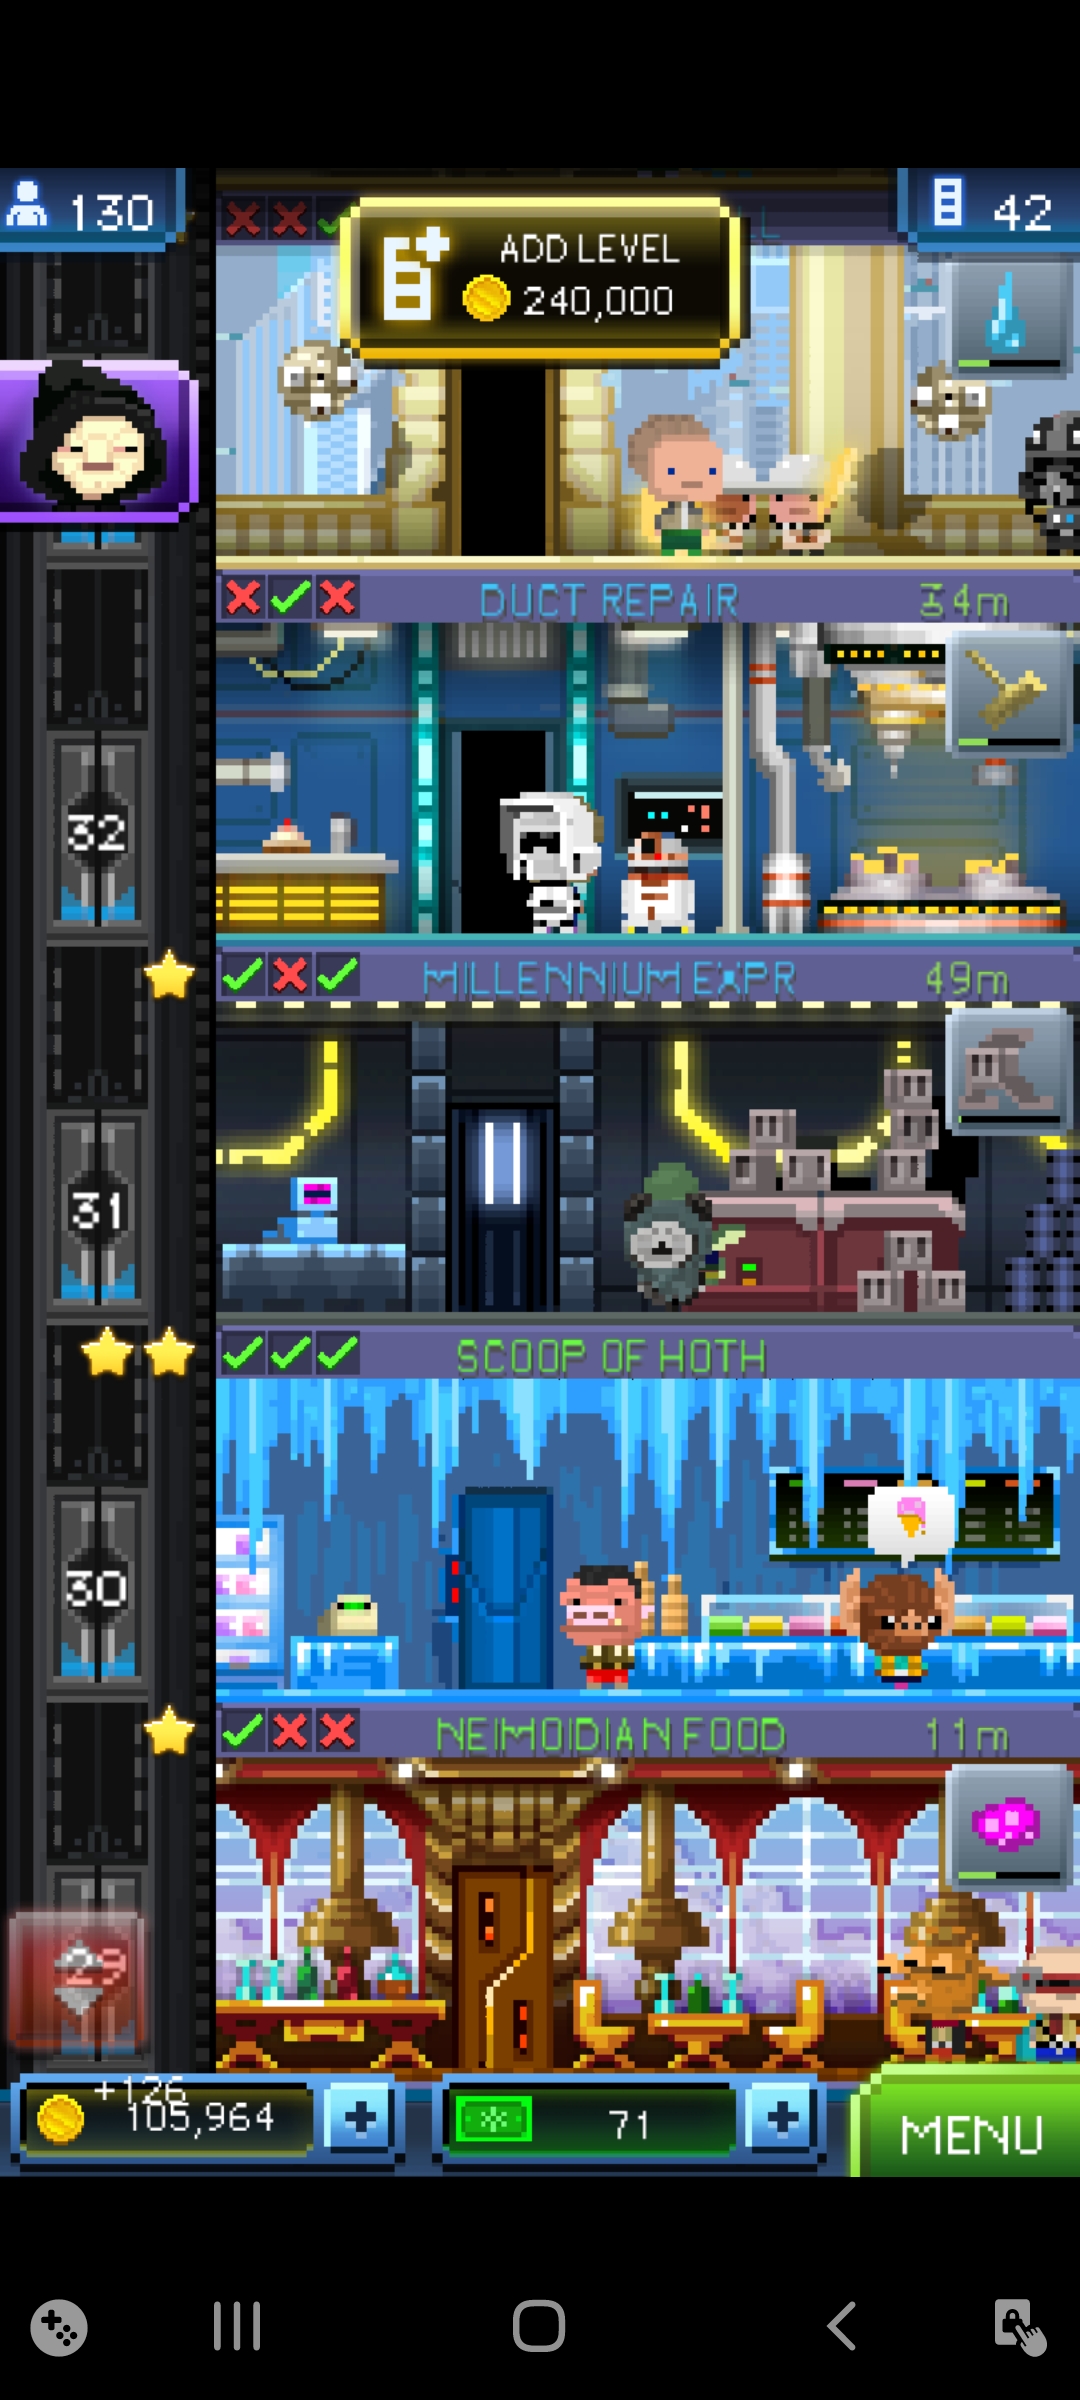 130
42
ADD LEVEL
240,000
DUCT REPAIR
34m
32
MILLENNIUM EXPR
49m
31
SCOOP OF HOTH
30
NEIMOIDIAN FOOD
11m
29
+126
105,964
71
MENU